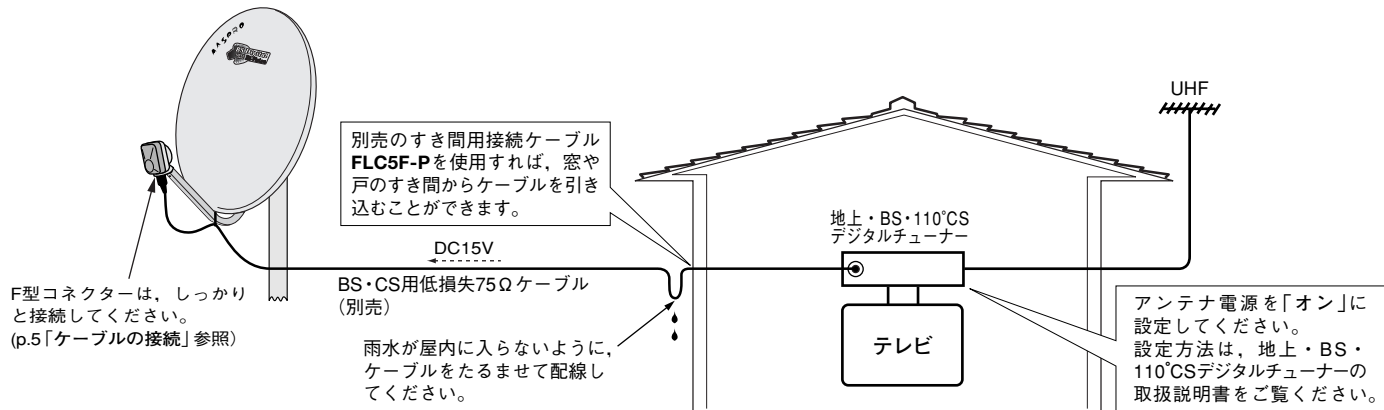 MASPRO
UHF
別売のすき間用接続ケーブル
FLC5F-Pを使用すれば，窓や
戸のすき間からケーブルを引き
込むことができます。
地上・BS・110°CS
デジタルチューナー
DC15V
BS・CS用低損失75Ωケーブル
（別売）
F型コネクターは，しっかり
と接続してください。
(p.5「ケーブルの接続」参照）
雨水が屋内に入らないように，
ケーブルをたるませて配線し
てください。
テレビ
アンテナ電源を「オン」に
設定してください。
設定方法は，地上・BS・
110°CSデジタルチューナーの
取扱説明書をご覧ください。